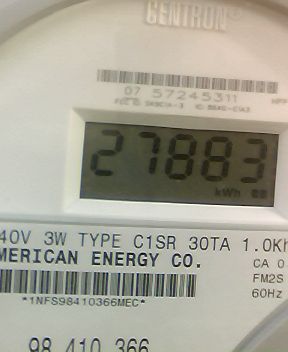 CENTRON®
07 57245311
27883
kWh
40V 3W TYPE C1SR 30TA 1.0Kh
MERICAN ENERGY CO.
CA 0
FM2S
60Hz
*1NFS98410366MEC*
98 410 366